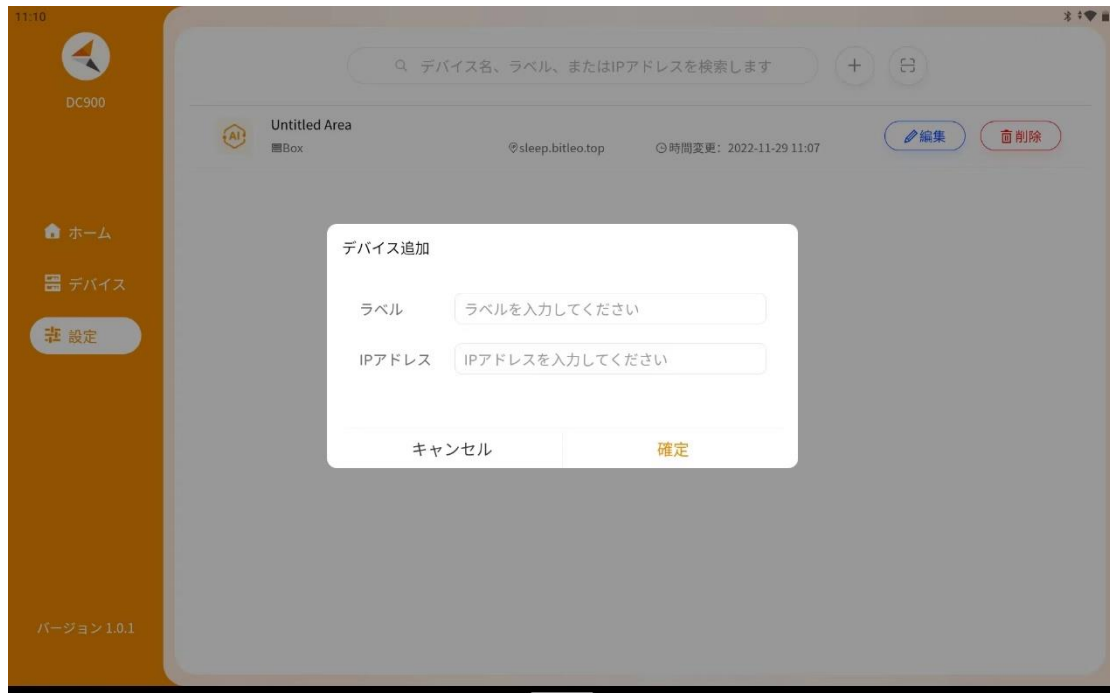 11:10
DC900
デバイス名、ラベル、またはIPアドレスを検索します
AI
Untitled Area
Box
sleep.bitleo.top
時間変更: 2022-11-29 11:07
編集
削除
ホーム
デバイス
設定
デバイス追加
ラベル
ラベルを入力してください
IPアドレス
IPアドレスを入力してください
キャンセル
確定
バージョン 1.0.1